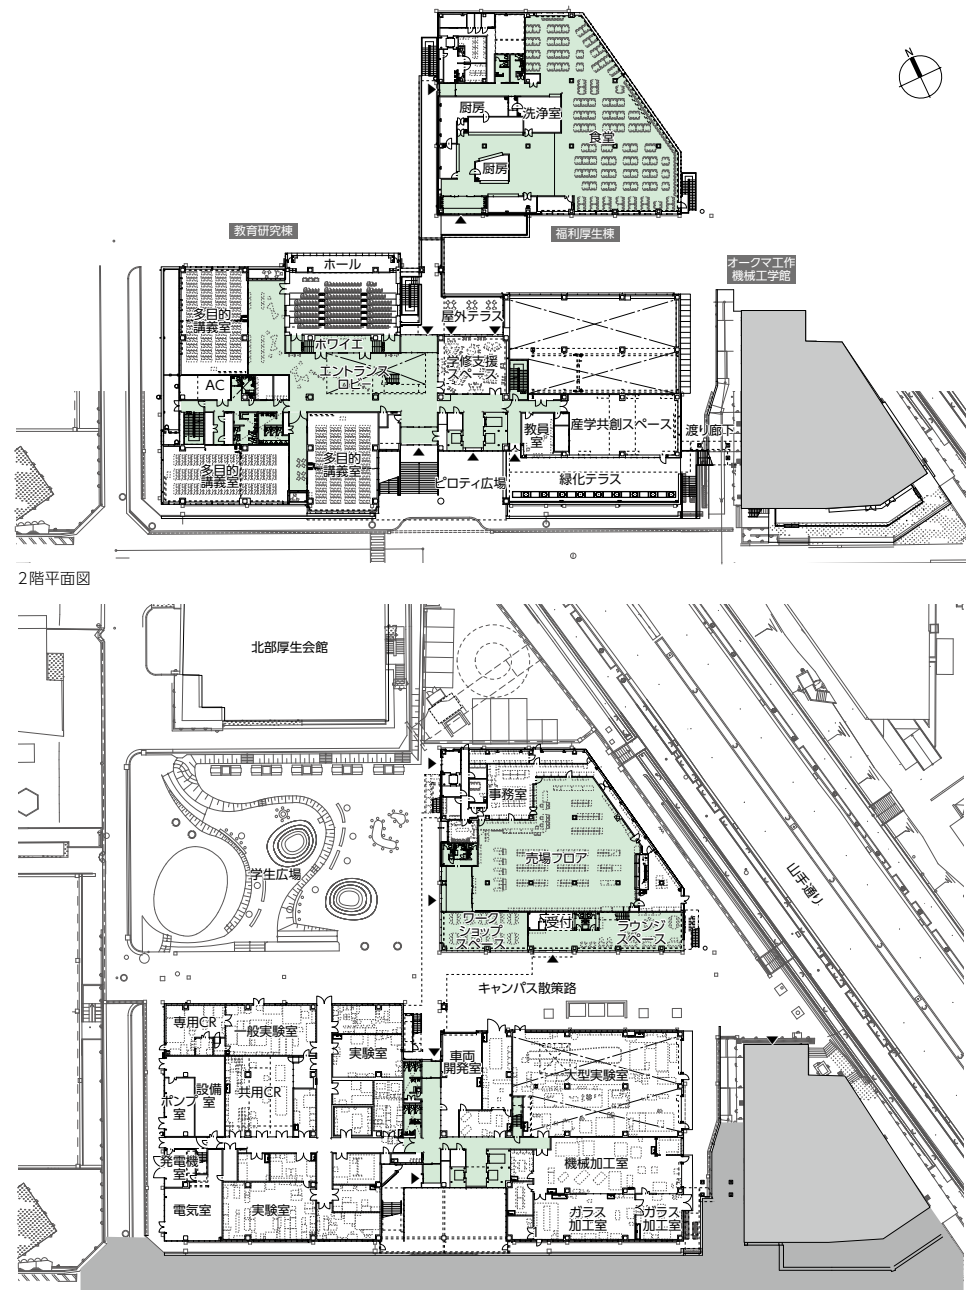 N
厨房
洗浄室
食堂
厨房
教育研究棟
福利厚生棟
オークマ工作
機械工学館
ホール
多目的
講義室
屋外テラス
ホワイエ
エントランス
ロビー
学修支援
スペース
AC
教員
室
産学共創スペース
渡り廊下
多目的
講義室
多目的
講義室
ピロティ広場
緑化テラス
2階平面図
北部厚生会館
事務室
売場フロア
山手通り
学生広場
ワーク
ショップ
スペース
受付
ラウンジ
スペース
キャンパス散策路
専用CR
一般実験室
実験室
車両
開発室
大型実験室
設備
室
ポンプ
室
共用CR
発電機
室
機械加工室
電気室
実験室
ガラス
加工室
ガラス
加工室